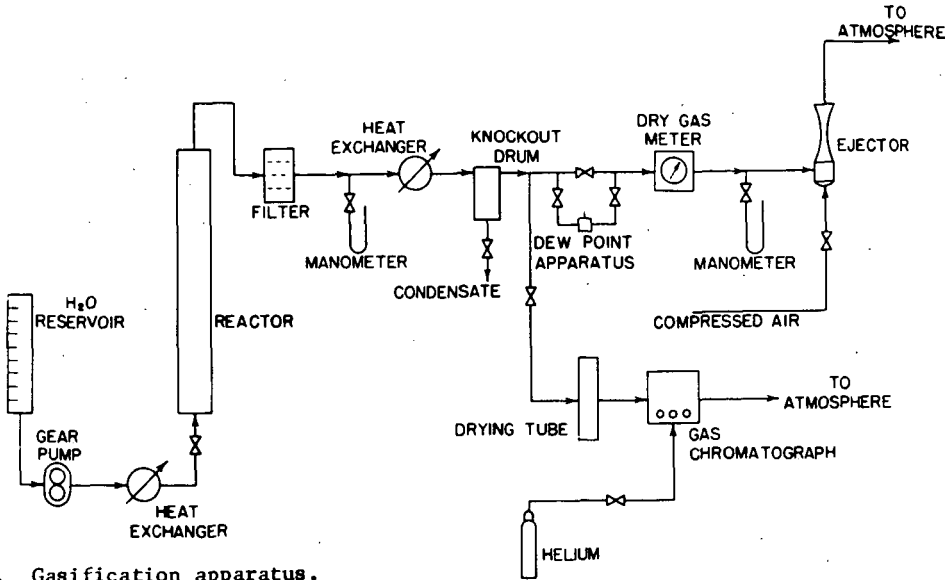 TO
ATMOSPHERE
DRY GAS
METER
HEAT
EXCHANGER
KNOCKOUT
DRUM
EJECTOR
FILTER
MANOMETER
DEW POINT
APPARATUS
MANOMETER
CONDENSATE
H₂O
RESERVOIR
REACTOR
COMPRESSED AIR
TO
ATMOSPHERE
DRYING TUBE
GAS
CHROMATOGRAPH
GEAR
PUMP
HEAT
EXCHANGER
HELIUM
Gasification apparatus.